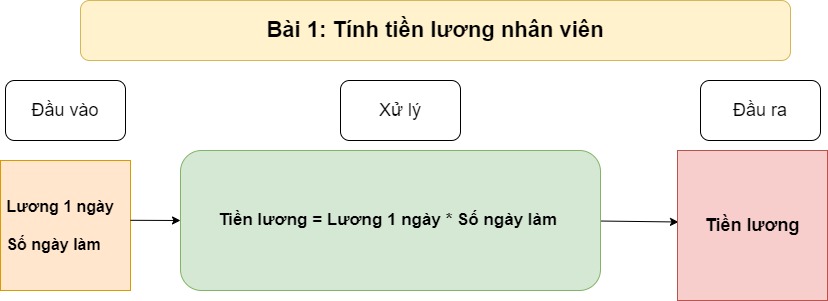 Bài 1: Tính tiền lương nhân viên
Đầu vào
Xử lý
Đầu ra
Lương 1 ngày
Số ngày làm
Tiền lương = Lương 1 ngày * Số ngày làm
Tiền lương